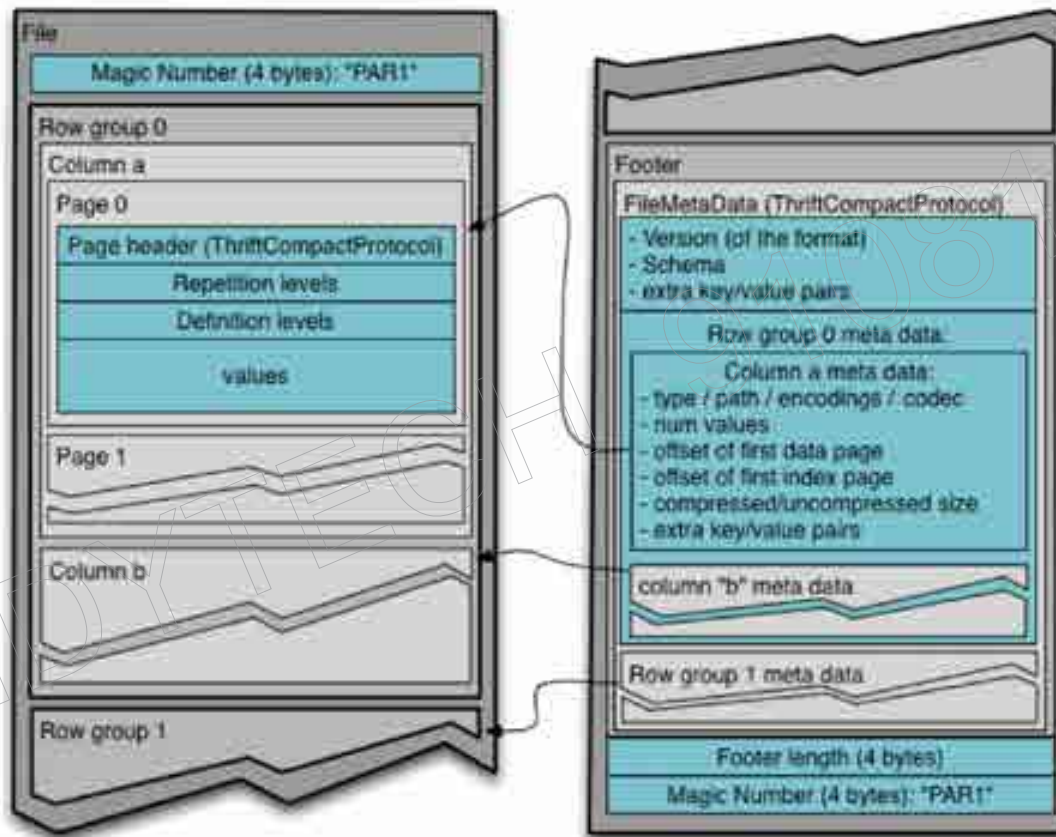 File
Magic Number (4 bytes): "PAR1"
Row group 0
Column a
Page 0
Page header (ThriftCompactProtocol)
Repetition levels
Definition levels
values
Page 1
Column b
Row group 1
Footer
FileMetaData (ThriftCompactProtocol)
- Version (of the format)
- Schema
- extra key/value pairs
Row group 0 meta data:
Column a meta data:
- type / path / encodings / codec
- num values
- offset of first data page
- offset of first index page
- compressed/uncompressed size
- extra key/value pairs
column "b" meta data
Row group 1 meta data
Footer length (4 bytes)
Magic Number (4 bytes): "PAR1"